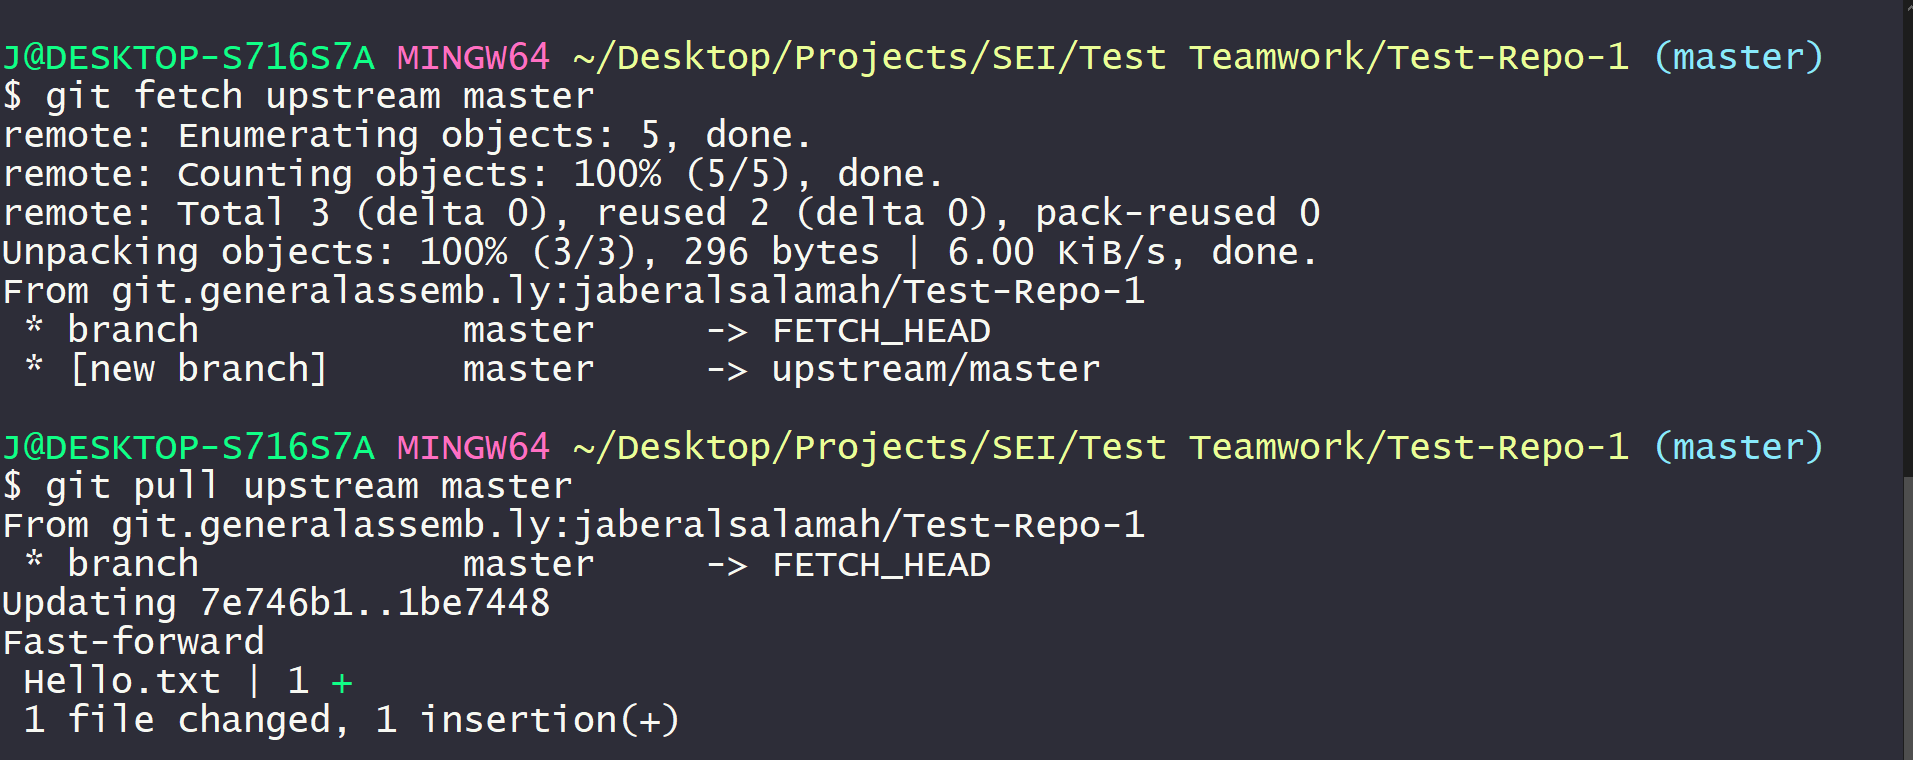 J@DESKTOP-S716S7A MINGW64 ~/Desktop/Projects/SEI/Test Teamwork/Test-Repo-1 (master)
$ git fetch upstream master
remote: Enumerating objects: 5, done.
remote: Counting objects: 100% (5/5), done.
remote: Total 3 (delta 0), reused 2 (delta 0), pack-reused 0
Unpacking objects: 100% (3/3), 296 bytes | 6.00 KiB/s, done.
From git.generalassemb.ly:jaberalsalamah/Test-Repo-1
 * branch            master     -> FETCH_HEAD
 * [new branch]      master     -> upstream/master
J@DESKTOP-S716S7A MINGW64 ~/Desktop/Projects/SEI/Test Teamwork/Test-Repo-1 (master)
$ git pull upstream master
From git.generalassemb.ly:jaberalsalamah/Test-Repo-1
 * branch            master     -> FETCH_HEAD
Updating 7e746b1..1be7448
Fast-forward
 Hello.txt | 1 +
 1 file changed, 1 insertion(+)